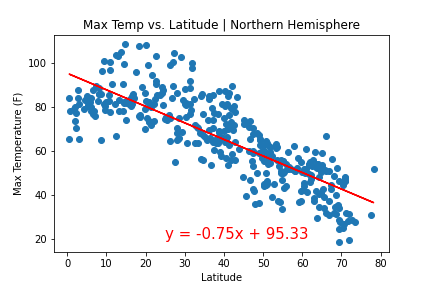 Max Temp vs. Latitude | Northern Hemisphere
Max Temperature (F)
100
80
60
40
20
y = -0.75x + 95.33
0 10 20 30 40 50 60 70 80
Latitude